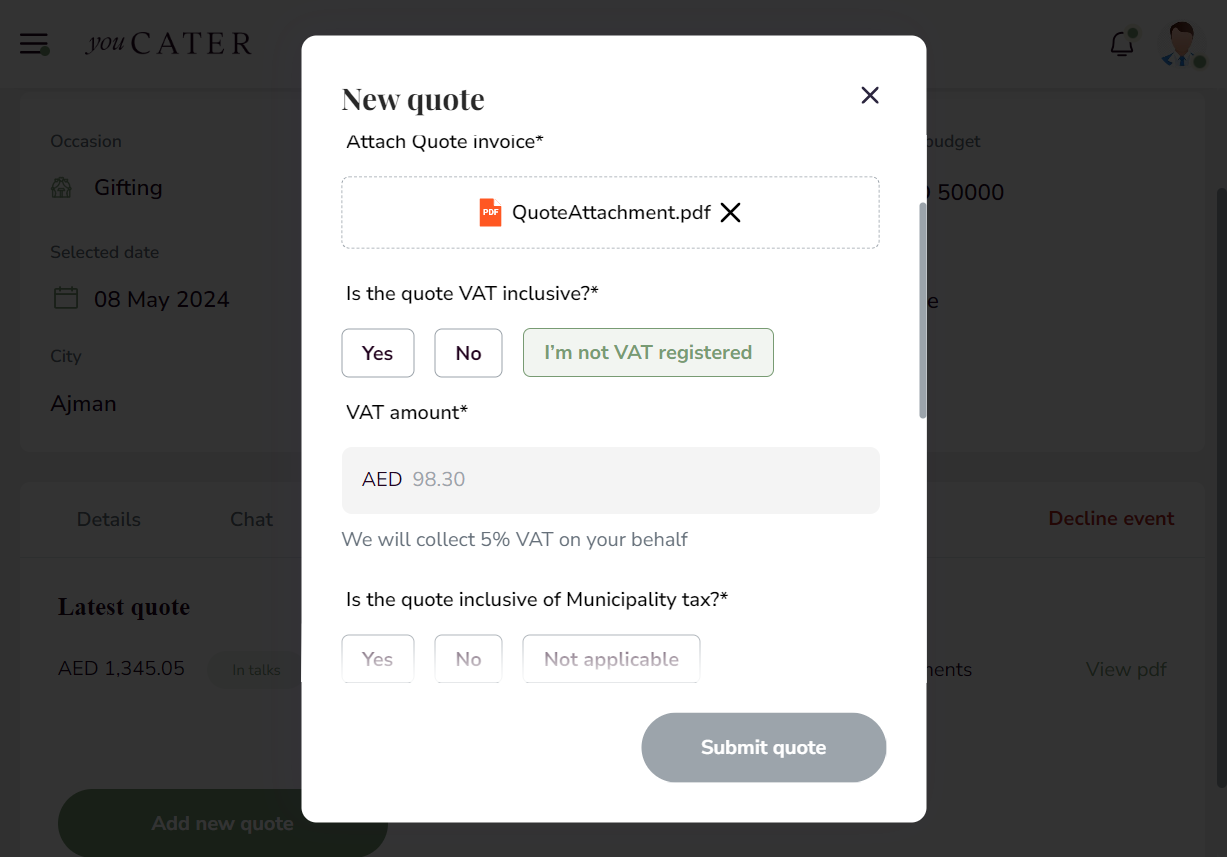 you CATER
New quote
Occasion
Attach Quote invoice*
budget
Gifting
50000
PDF
QuoteAttachment.pdf
Selected date
Is the quote VAT inclusive?*
08 May 2024
e
Yes
No
I'm not VAT registered
City
Ajman
VAT amount*
AED 98.30
Details
Chat
Decline event
We will collect 5% VAT on your behalf
Is the quote inclusive of Municipality tax?*
Latest quote
Yes
No
Not applicable
AED 1,345.05
In talks
nents
View pdf
Submit quote
Add new quote